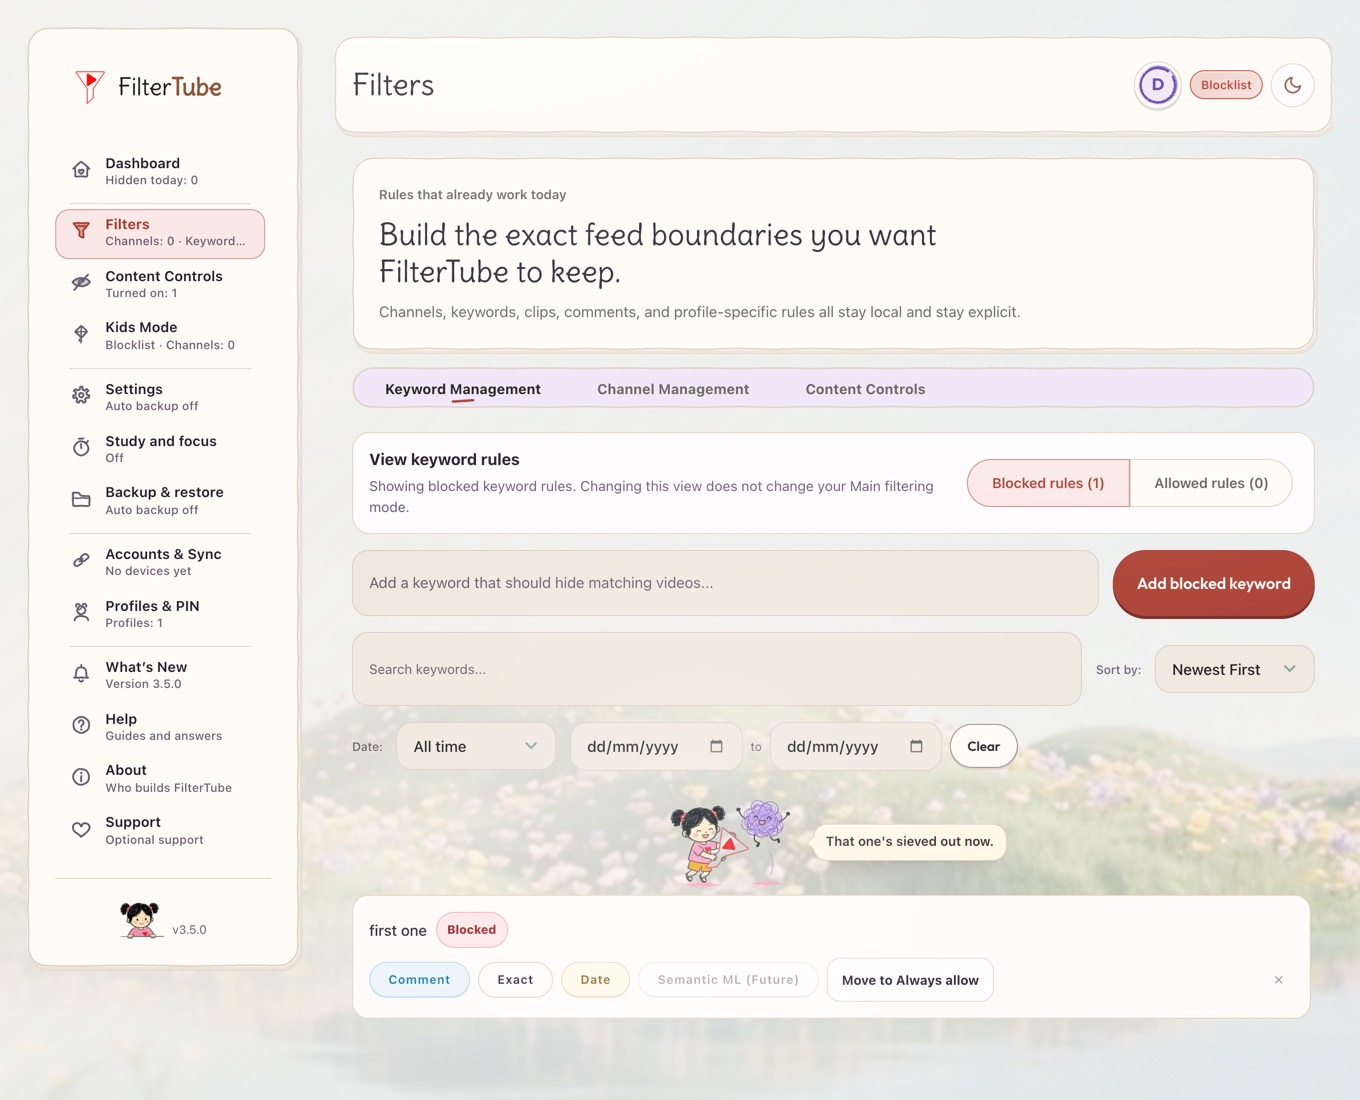 FilterTube
Dashboard
Hidden today: 0
Filters
Channels: 0 · Keyword...
Content Controls
Turned on: 1
Kids Mode
Blocklist · Channels: 0
Settings
Auto backup off
Study and focus
Off
Backup & restore
Auto backup off
Accounts & Sync
No devices yet
Profiles & PIN
Profiles: 1
What's New
Version 3.5.0
Help
Guides and answers
About
Who builds FilterTube
Support
Optional support
v3.5.0
Filters
D
Blocklist
Rules that already work today
Build the exact feed boundaries you want
FilterTube to keep.
Channels, keywords, clips, comments, and profile-specific rules all stay local and stay explicit.
Keyword Management
Channel Management
Content Controls
View keyword rules
Showing blocked keyword rules. Changing this view does not change your Main filtering
mode.
Blocked rules (1)
Allowed rules (0)
Add a keyword that should hide matching videos...
Add blocked keyword
Search keywords...
Sort by:
Newest First
Date:
All time
dd/mm/yyyy
to
dd/mm/yyyy
Clear
That one's sieved out now.
first one
Blocked
Comment
Exact
Date
Semantic ML (Future)
Move to Always allow